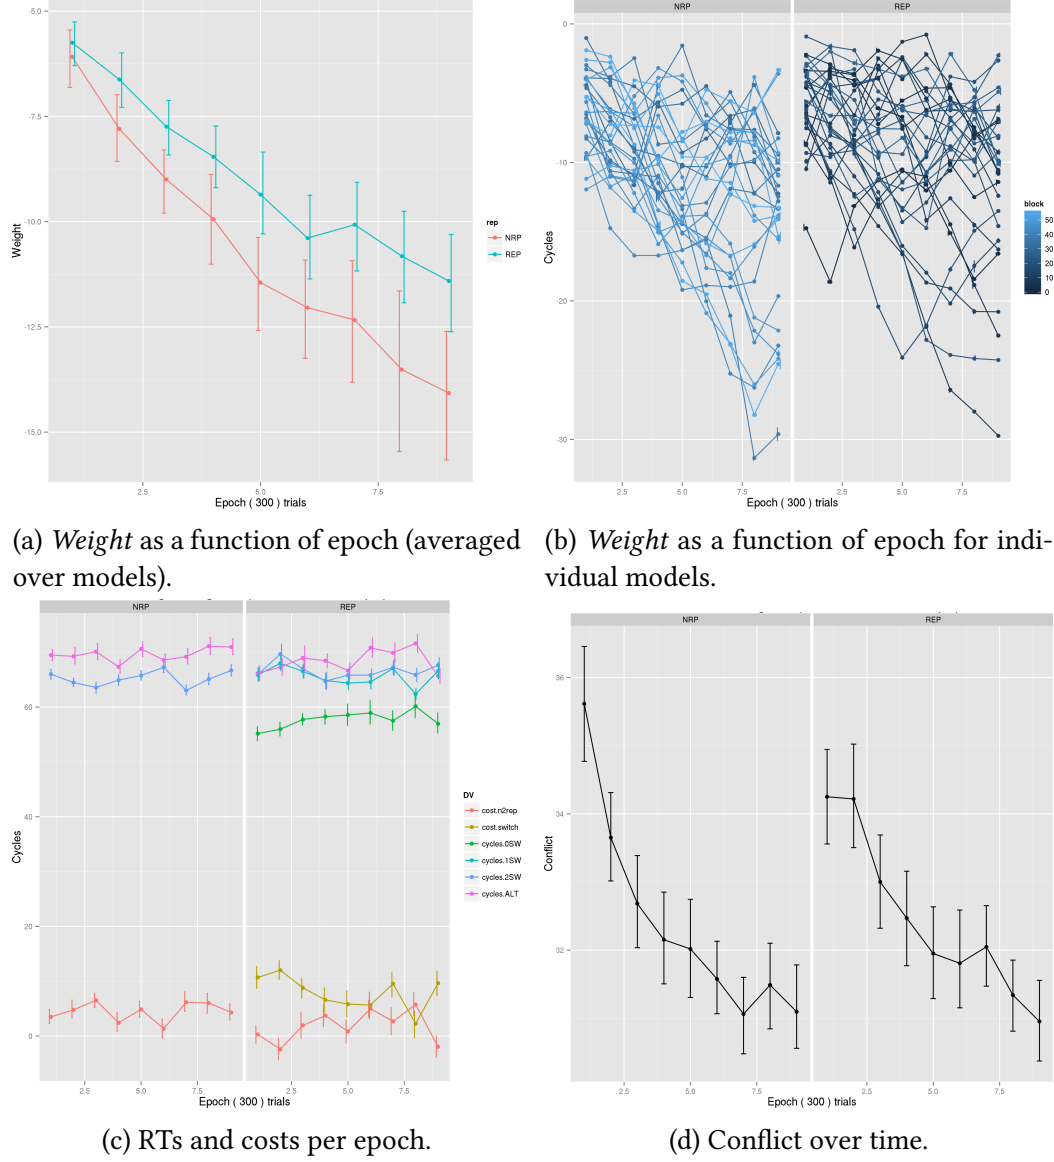 -5.0
-7.5
-10.0
-12.5
-15.0
Weight
2.5
5.0
7.5
Epoch ( 300 ) trials
rep
NRP
REP
NRP
REP
0
-10
-20
-30
Cycles
2.5
5.0
7.5
2.5
5.0
7.5
Epoch ( 300 ) trials
block
50
40
30
20
10
0
(a) Weight as a function of epoch (averaged
over models).
(b) Weight as a function of epoch for indi-
vidual models.
NRP
REP
60
40
20
0
Cycles
2.5
5.0
7.5
2.5
5.0
7.5
Epoch ( 300 ) trials
DV
cost.n2rep
cost.switch
cycles.0SW
cycles.1SW
cycles.2SW
cycles.ALT
NRP
REP
36
34
32
Conflict
2.5
5.0
7.5
2.5
5.0
7.5
Epoch ( 300 ) trials
(c) RTs and costs per epoch.
(d) Conflict over time.